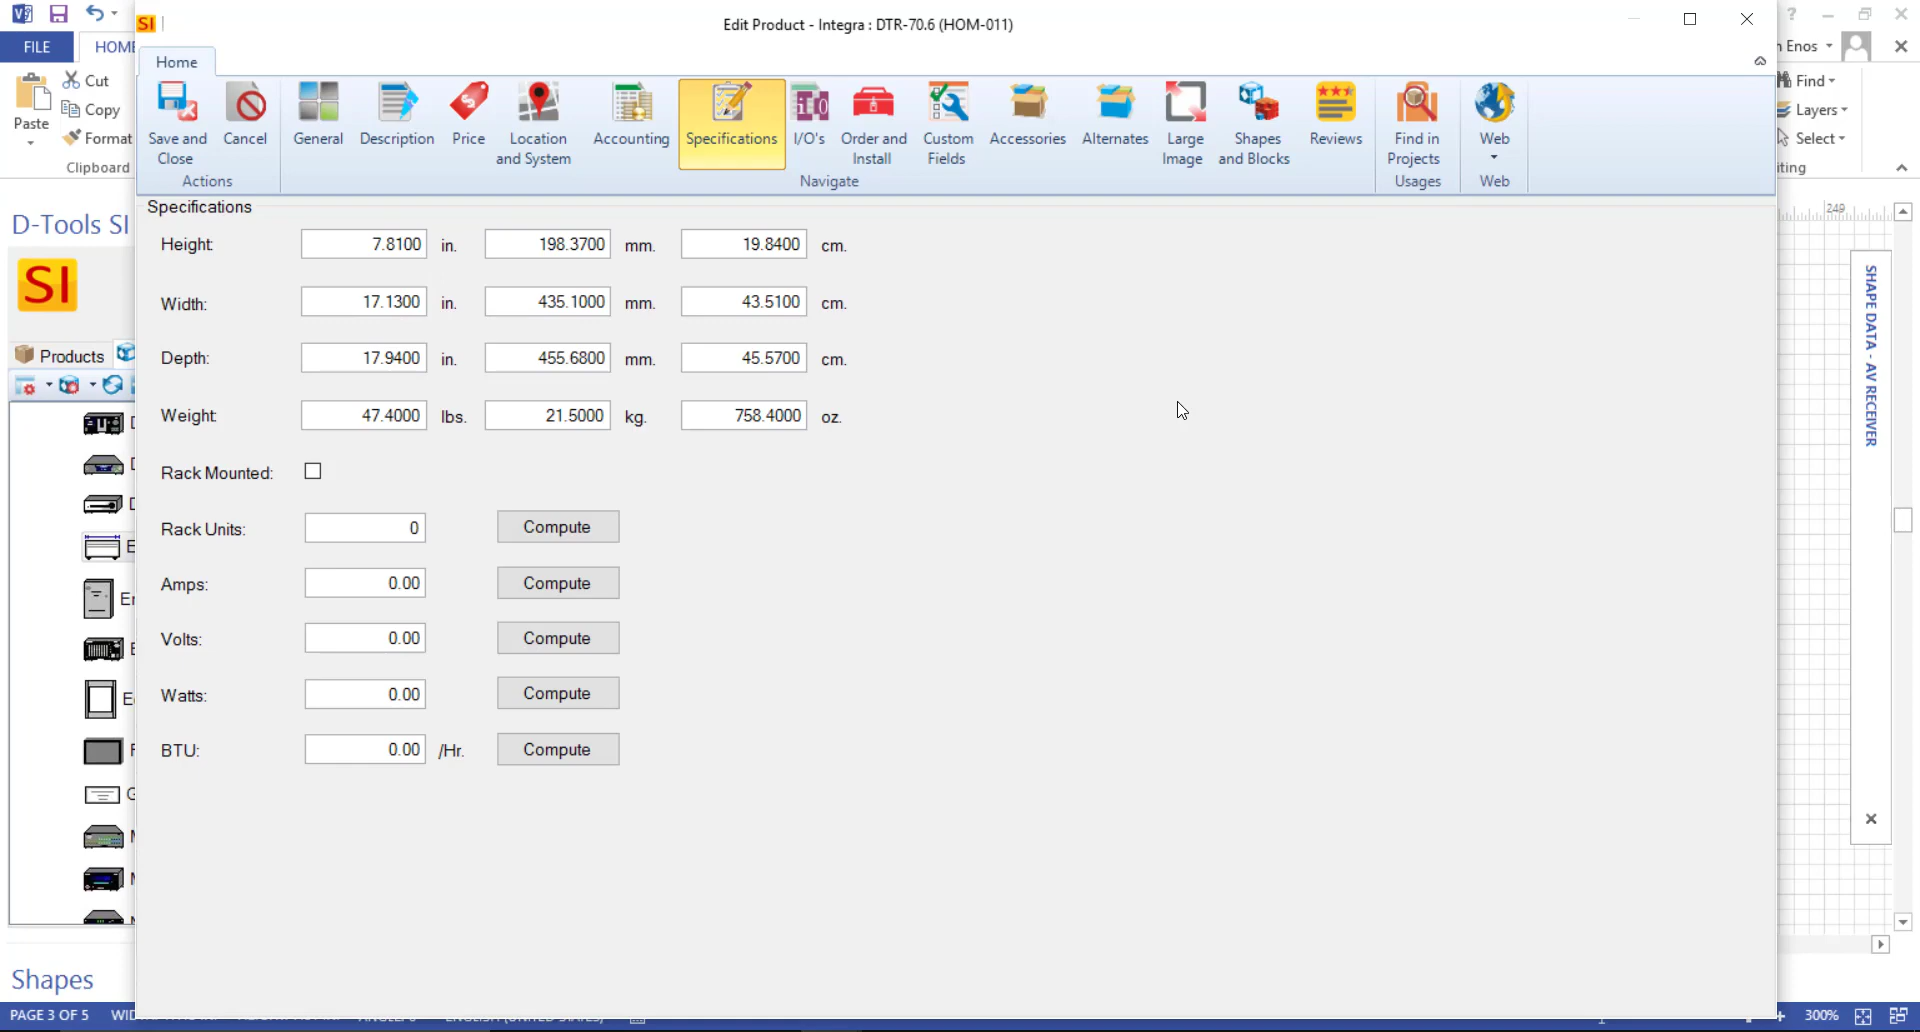 SI
Edit Product - Integra : DTR-70.6 (HOM-011)
?
FILE
HOME
Home
Enos
Paste
Cut
Copy
Format
Clipboard
Save and Close
Cancel
Actions
General
Description
Price
Location and System
Accounting
Specifications
I/O's
Order and Install
Custom Fields
Accessories
Alternates
Large Image
Shapes and Blocks
Reviews
Navigate
Find in Projects
Usages
Web
Web
Find
Layers
Select
Specifications
Height: 7.8100 in. 198.3700 mm. 19.8400 cm.
Width: 17.1300 in. 435.1000 mm. 43.5100 cm.
Depth: 17.9400 in. 455.6800 mm. 45.5700 cm.
Weight: 47.4000 lbs. 21.5000 kg. 758.4000 oz.
Rack Mounted:
Rack Units: 0 Compute
Amps: 0.00 Compute
Volts: 0.00 Compute
Watts: 0.00 Compute
BTU: 0.00 /Hr. Compute
D-Tools SI
SI
Products
Shapes
249
SHAPE DATA - AV RECEIVER
PAGE 3 OF 5
300%